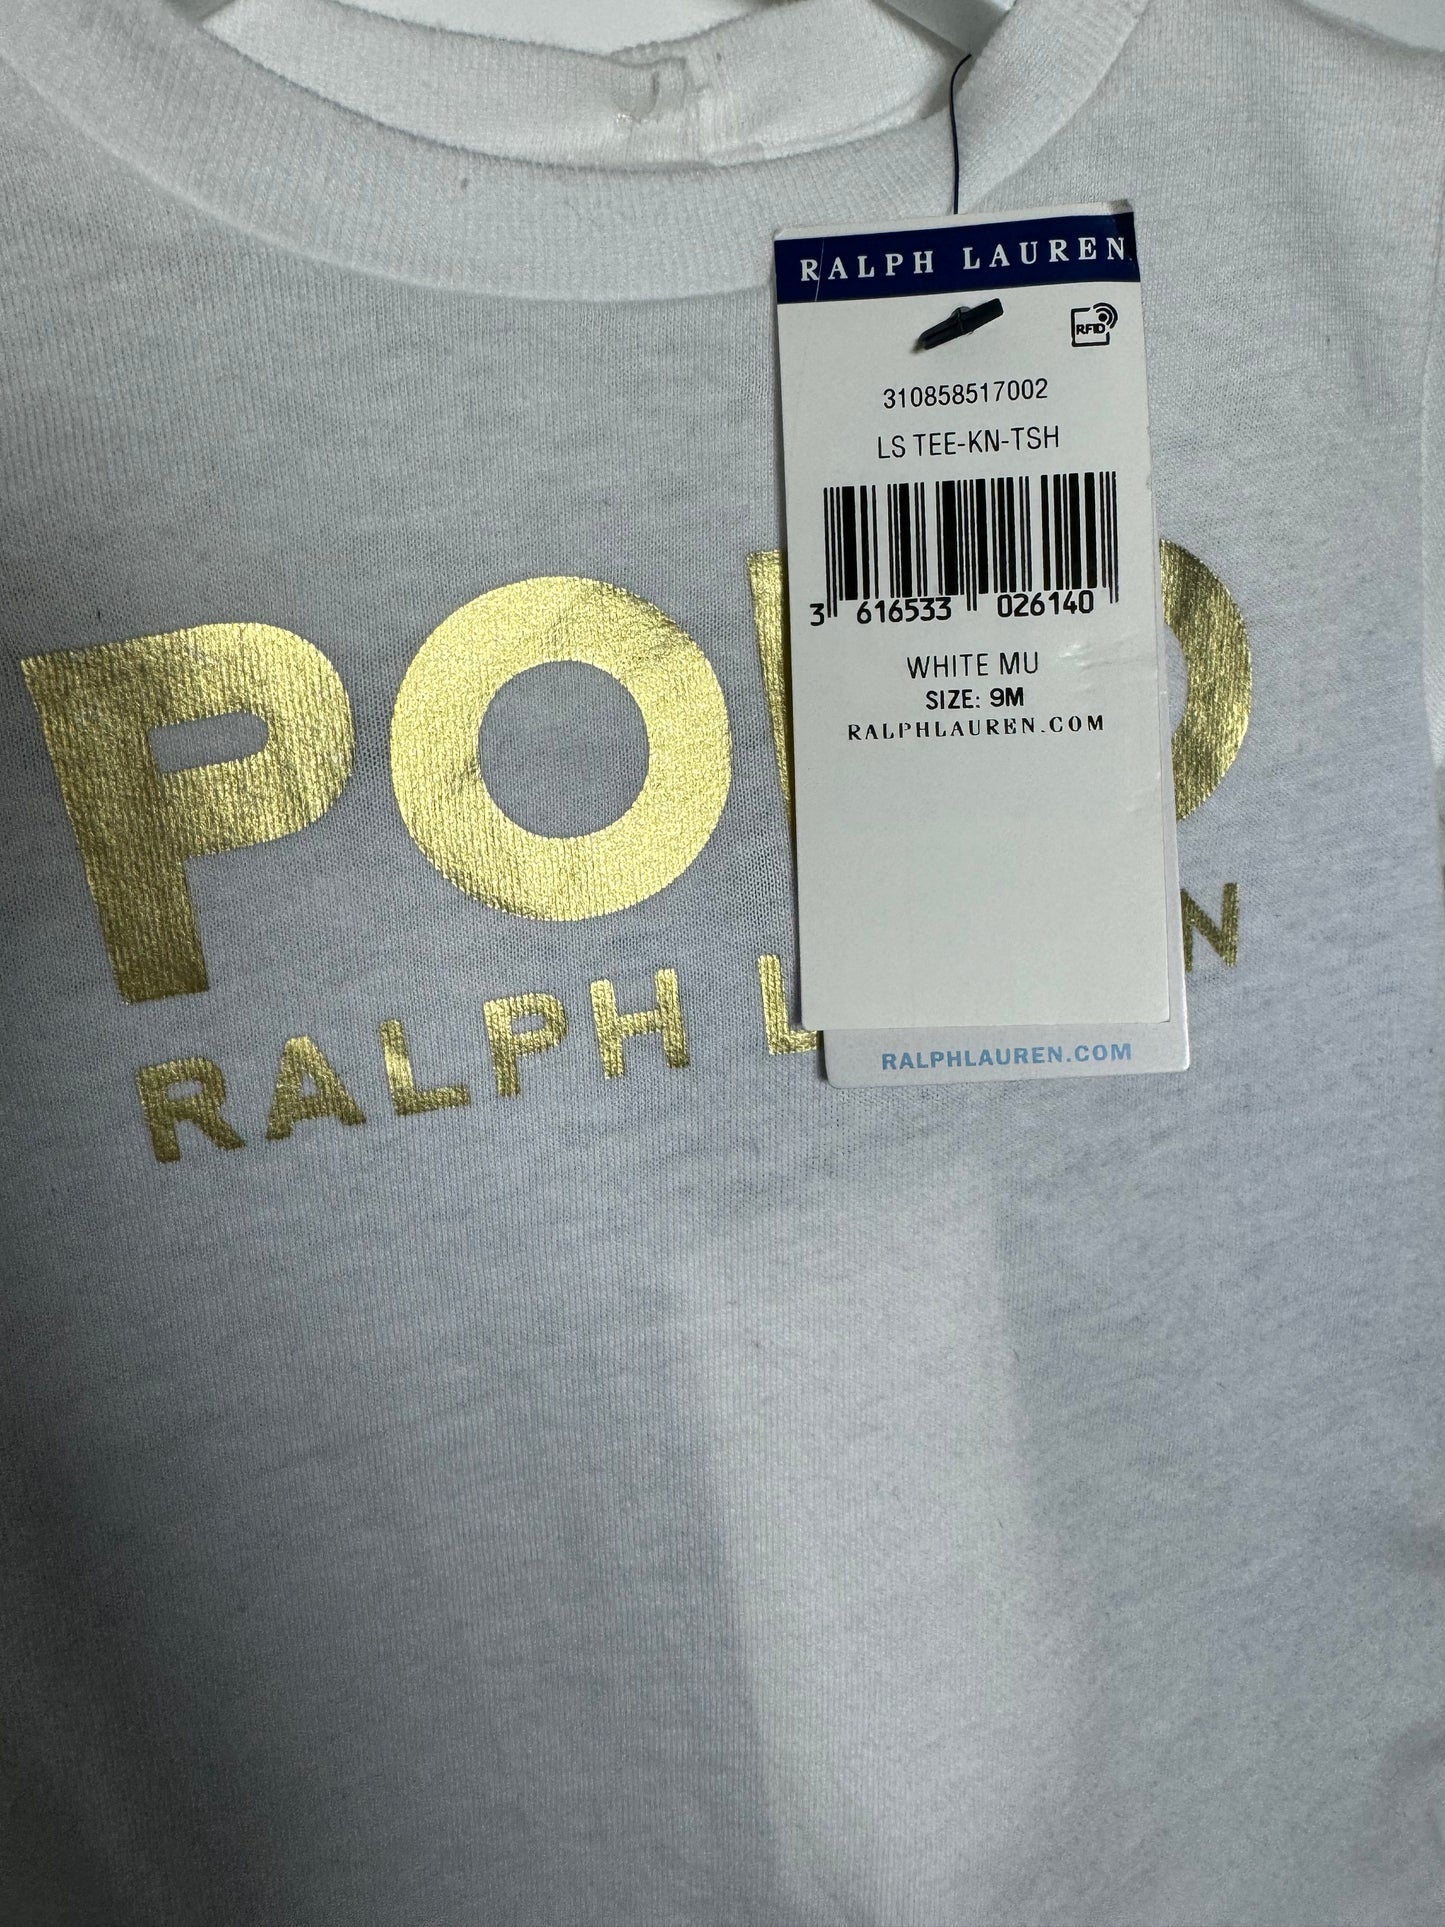 RALPH LAUREN
RFID
310858517002
LS TEE-KN-TSH
3 616533 026140
WHITE MU
SIZE: 9M
RALPHLAUREN.COM
RALPHLAUREN.COM
RALPH